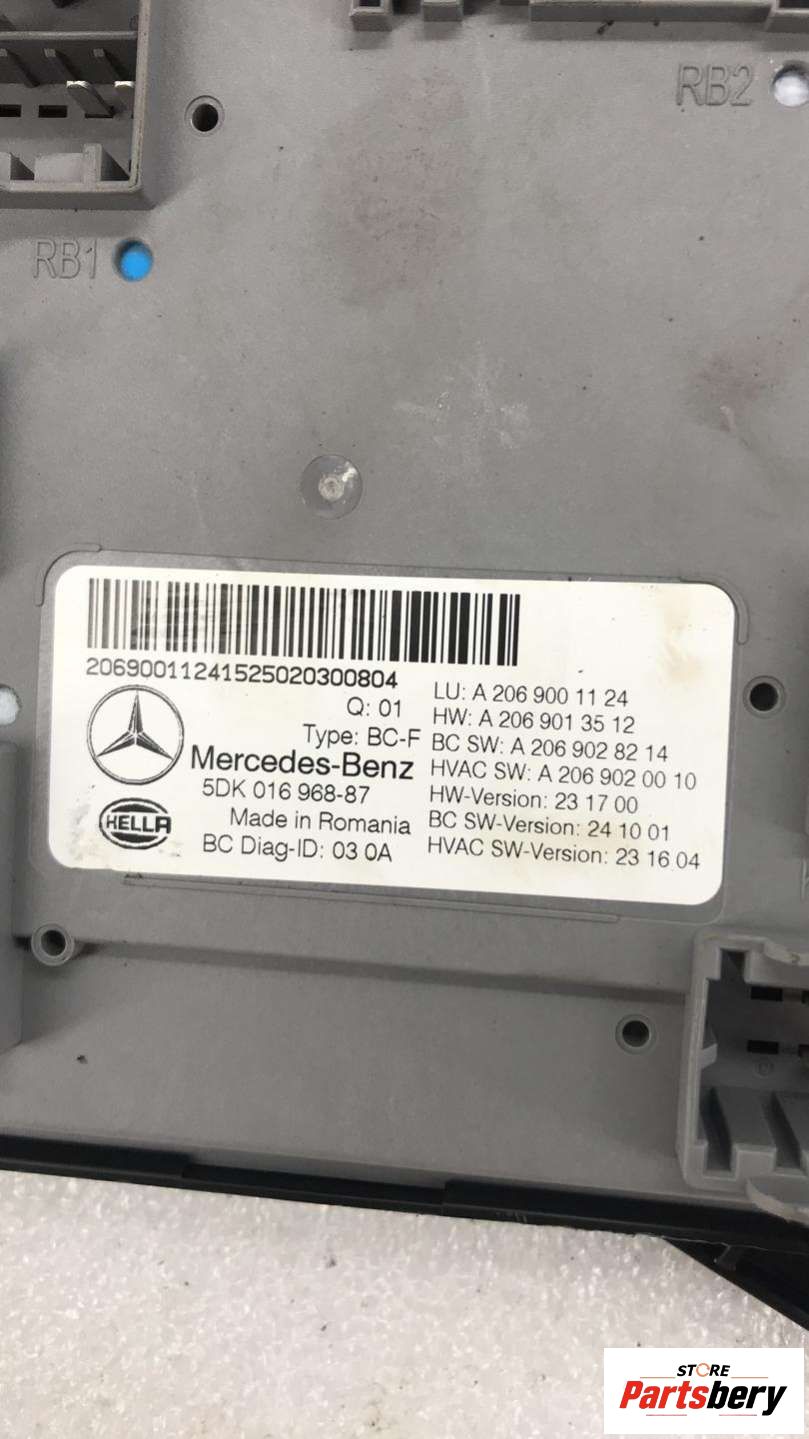 RB2
RB1
20690011241525020300804
Q: 01
Type: BC-F
Mercedes-Benz
5DK 016 968-87
HELLA
Made in Romania
BC Diag-ID: 03 0A
LU: A 206 900 11 24
HW: A 206 901 35 12
BC SW: A 206 902 82 14
HVAC SW: A 206 902 00 10
HW-Version: 23 17 00
BC SW-Version: 24 10 01
HVAC SW-Version: 23 16 04
STORE
Partsbery